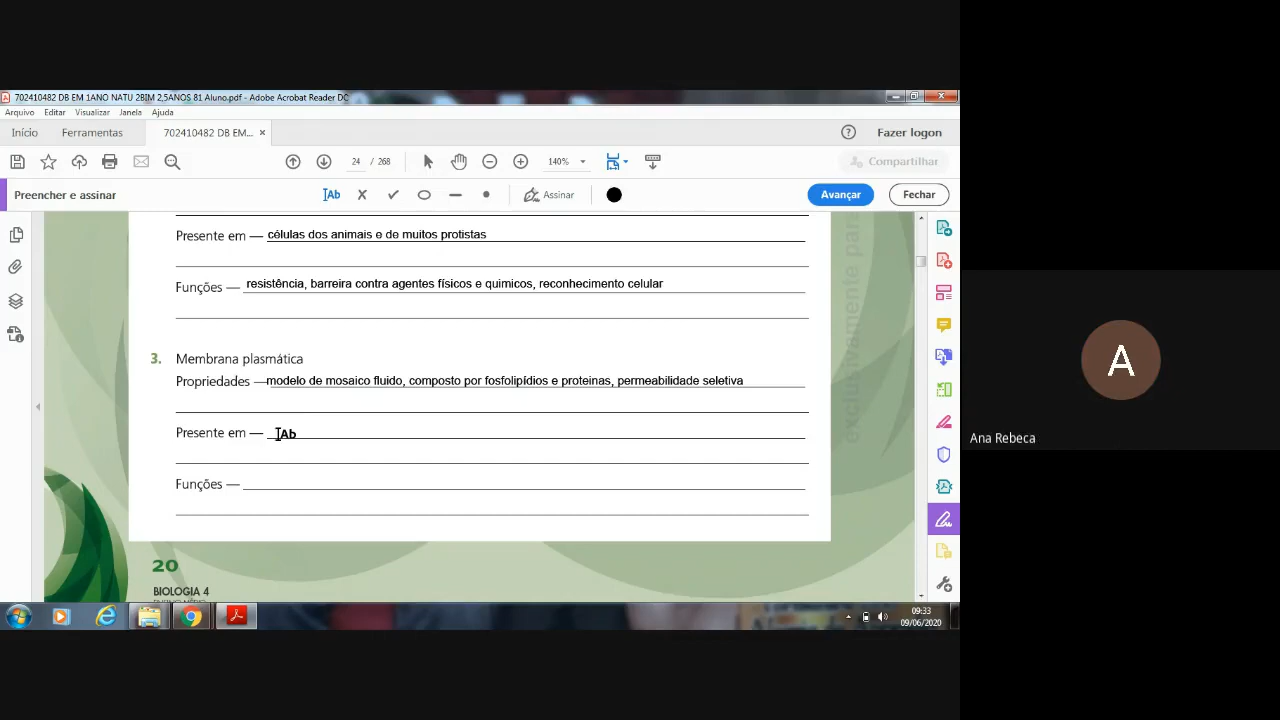 702410482 DB EM 1ANO NATU 2BIM 2,5ANOS 81 Aluno.pdf - Adobe Acrobat Reader DC
Arquivo Editar Visualizar Janela Ajuda
Início Ferramentas 702410482 DB EM... × Fazer logon
24 / 268 140% Compartilhar
Preencher e assinar Ab Assinar Avançar Fechar
Presente em — células dos animais e de muitos protistas
Funções — resistência, barreira contra agentes físicos e quimicos, reconhecimento celular
3. Membrana plasmática
Propriedades —modelo de mosaico fluido, composto por fosfolipídios e proteinas, permeabilidade seletiva
Presente em — Ab
Funções —
exclusivamente para
20
BIOLOGIA 4
09:33
09/06/2020
A
Ana Rebeca